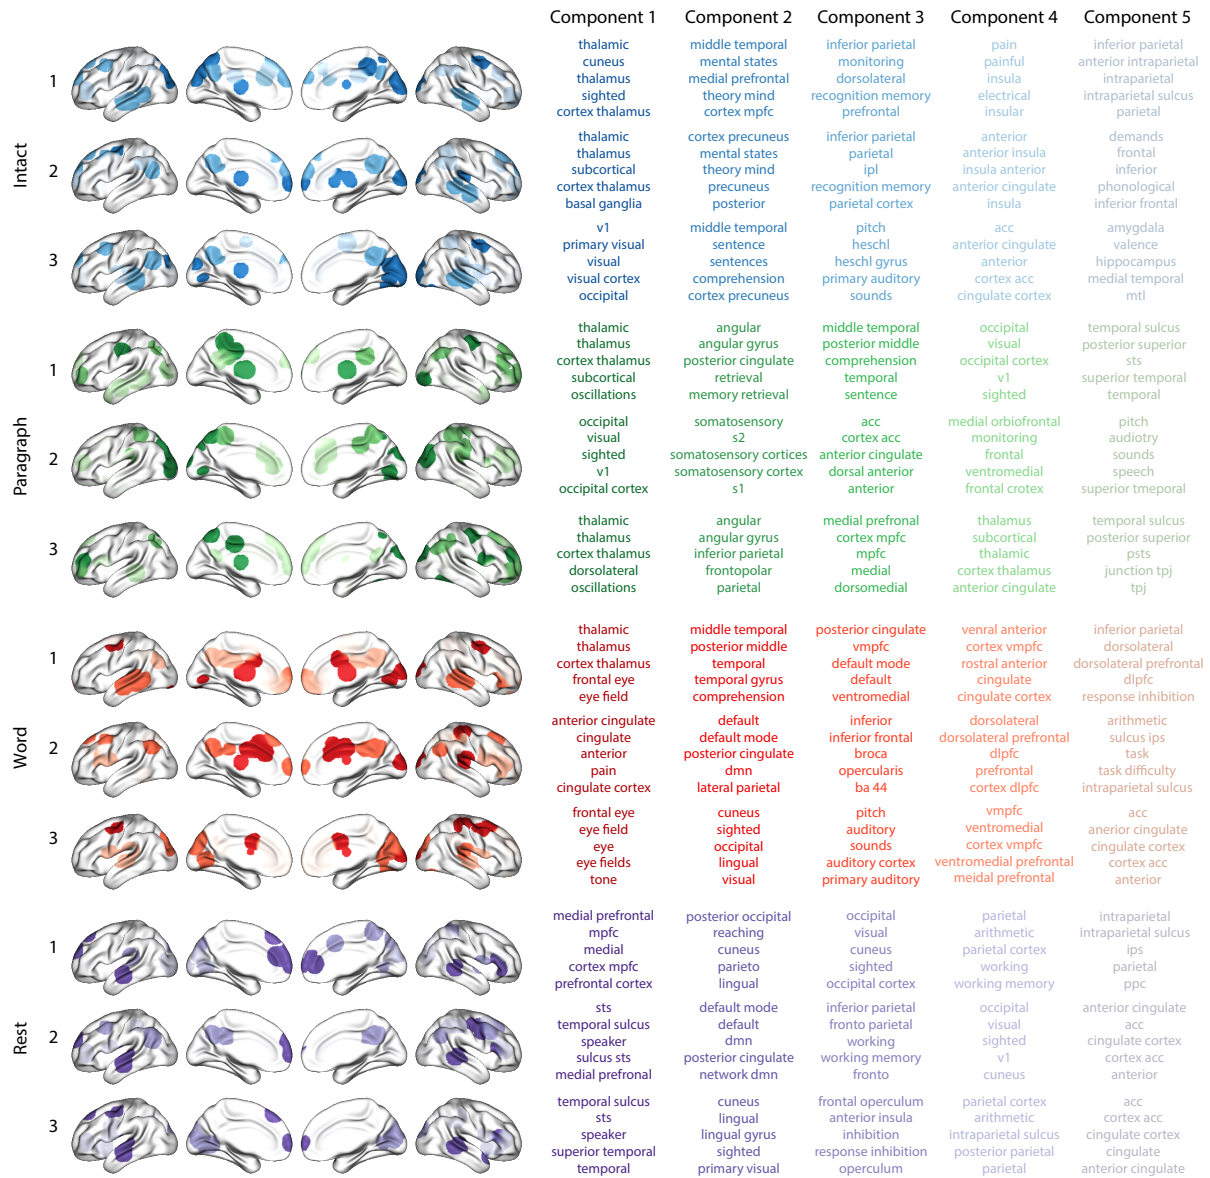 Component 1 Component 2 Component 3 Component 4 Component 5
Intact
1
thalamic middle temporal inferior parietal pain inferior parietal
cuneus mental states monitoring painful anterior intraparietal
thalamus medial prefrontal dorsolateral insula intraparietal
sighted theory mind recognition memory electrical intraparietal sulcus
cortex thalamus cortex mpfc prefrontal insular parietal
2
thalamic cortex precuneus inferior parietal anterior demands
thalamus mental states parietal anterior insula frontal
subcortical theory mind ipl insula anterior inferior
cortex thalamus precuneus recognition memory anterior cingulate phonological
basal ganglia posterior parietal cortex insula inferior frontal
3
v1 middle temporal pitch acc amygdala
primary visual sentence heschl anterior cingulate valence
visual sentences heschl gyrus anterior hippocampus
visual cortex comprehension primary auditory cortex acc medial temporal
occipital cortex precuneus sounds cingulate cortex mtl
Paragraph
1
thalamic angular middle temporal occipital temporal sulcus
thalamus angular gyrus posterior middle visual posterior superior
cortex thalamus posterior cingulate comprehension occipital cortex sts
subcortical retrieval temporal v1 superior temporal
oscillations memory retrieval sentence sighted temporal
2
occipital somatosensory acc medial orbiofrontal pitch
visual s2 cortex acc monitoring audiotry
sighted somatosensory cortices anterior cingulate frontal sounds
v1 somatosensory cortex dorsal anterior ventromedial speech
occipital cortex s1 anterior frontal crotex superior tmeporal
3
thalamic angular medial prefronal thalamus temporal sulcus
thalamus angular gyrus cortex mpfc subcortical posterior superior
cortex thalamus inferior parietal mpfc thalamic psts
dorsolateral frontopolar medial cortex thalamus junction tpj
oscillations parietal dorsomedial anterior cingulate tpj
Word
1
thalamic middle temporal posterior cingulate venral anterior inferior parietal
thalamus posterior middle vmpfc cortex vmpfc dorsolateral
cortex thalamus temporal default mode rostral anterior dorsolateral prefrontal
frontal eye temporal gyrus default cingulate dlpfc
eye field comprehension ventromedial cingulate cortex response inhibition
2
anterior cingulate default inferior dorsolateral arithmetic
cingulate default mode inferior frontal dorsolateral prefrontal sulcus ips
anterior posterior cingulate broca dlpfc task
pain dmn opercularis prefrontal task difficulty
cingulate cortex lateral parietal ba 44 cortex dlpfc intraparietal sulcus
3
frontal eye cuneus pitch vmpfc acc
eye field sighted auditory ventromedial anerior cingulate
eye occipital sounds cortex vmpfc cingulate cortex
eye fields lingual auditory cortex ventromedial prefrontal cortex acc
tone visual primary auditory meidal prefrontal anterior
Rest
1
medial prefrontal posterior occipital occipital parietal intraparietal
mpfc reaching visual arithmetic intraparietal sulcus
medial cuneus cuneus parietal cortex ips
cortex mpfc parieto sighted working parietal
prefrontal cortex lingual occipital cortex working memory ppc
2
sts default mode inferior parietal occipital anterior cingulate
temporal sulcus default fronto parietal visual acc
speaker dmn working sighted cingulate cortex
sulcus sts posterior cingulate working memory v1 cortex acc
medial prefronal network dmn fronto cuneus anterior
3
temporal sulcus cuneus frontal operculum parietal cortex acc
sts lingual anterior insula arithmetic cortex acc
speaker lingual gyrus inhibition intraparietal sulcus cingulate cortex
superior temporal sighted response inhibition posterior parietal cingulate
temporal primary visual operculum parietal anterior cingulate